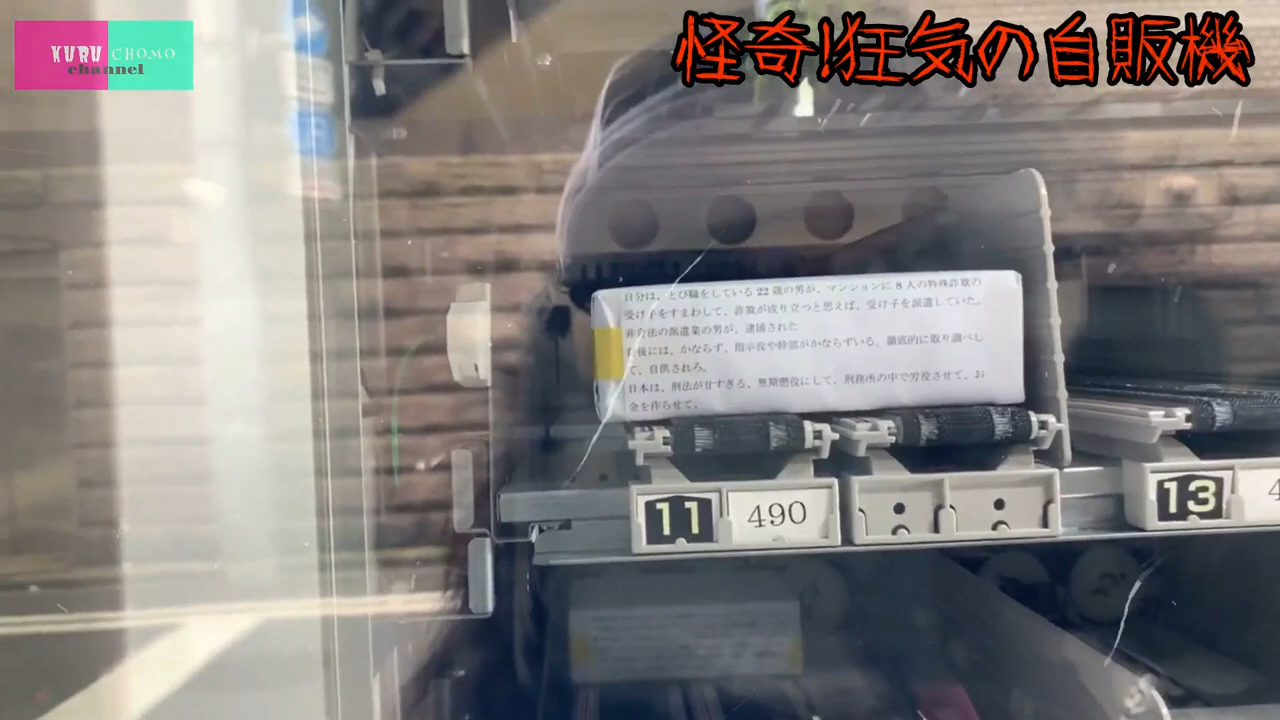 KURU CHOMO
channel
怪奇!狂気の自販機
自分は、とび職をしている22歳の男が、マンションに8人の特殊詐欺の
受け子をすまわして、詐欺が成り立つと思えば、受け子を派遣していた。
非合法の派遣業の男が、逮捕された
背後には、かならず、指示役や幹部がかならずいる、徹底的に取り調べし
て、自供されろ。
日本は、刑法が甘すぎる、無期懲役にして、刑務所の中で労役させて、お
金を作らせて、
11 490
13 4